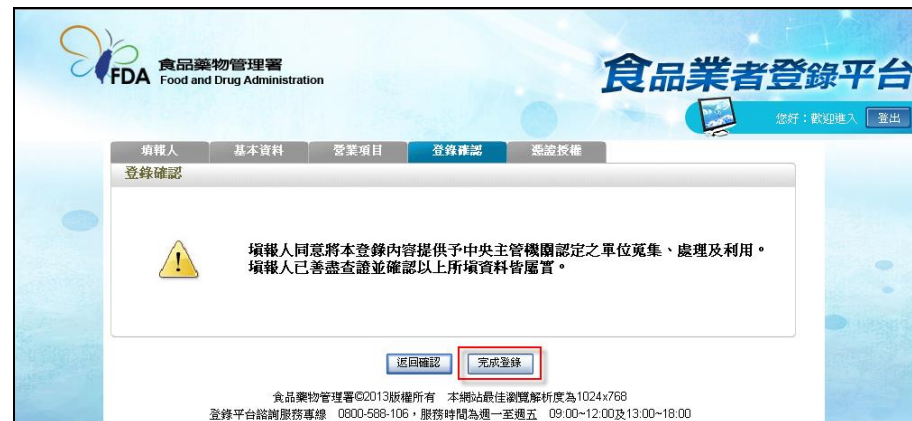 食品藥物管理署
FDA Food and Drug Administration
食品業者登錄平台
您好：歡迎進入 登出
填報人 基本資料 營業項目 登錄確認 憑證授權
登錄確認
填報人同意將本登錄內容提供予中央主管機關認定之單位蒐集、處理及利用。
填報人已善盡查證並確認以上所填資料皆屬實。
返回確認 完成登錄
食品藥物管理署©2013版權所有 本網站最佳瀏覽解析度為1024x768
登錄平台諮詢服務專線 0800-588-106，服務時間為週一至週五 09:00~12:00及13:00~18:00